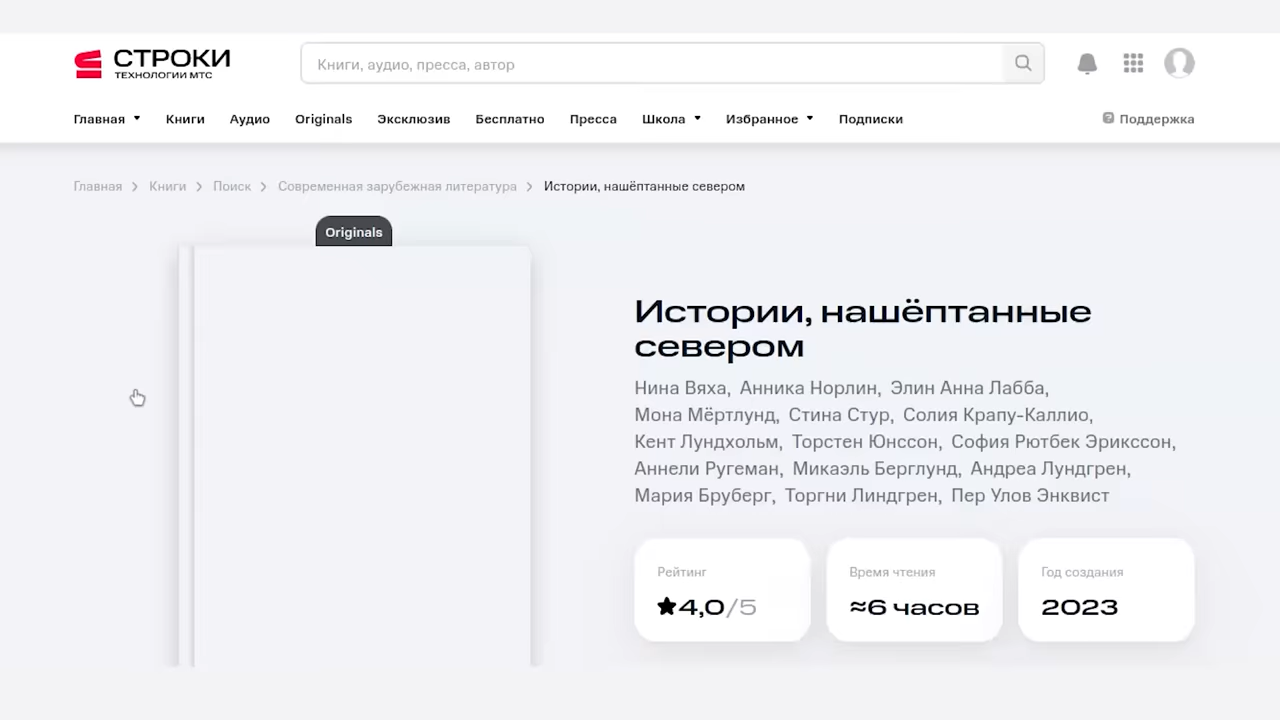 СТРОКИ
ТЕХНОЛОГИИ МТС
Книги, аудио, пресса, автор
Главная Книги Аудио Originals Эксклюзив Бесплатно Пресса Школа Избранное Подписки Поддержка
Главная Книги Поиск Современная зарубежная литература Истории, нашёптанные севером
Originals
Истории, нашёптанные
севером
Нина Вяха, Анника Норлин, Элин Анна Лабба,
Мона Мёртлунд, Стина Стур, Солия Крапу-Каллио,
Кент Лундхольм, Торстен Юнссон, София Рютбек Эрикссон,
Аннели Ругеман, Микаэль Берглунд, Андреа Лундгрен,
Мария Бруберг, Торгни Линдгрен, Пер Улов Энквист
Рейтинг Время чтения Год создания
4,0/5 ≈6 часов 2023